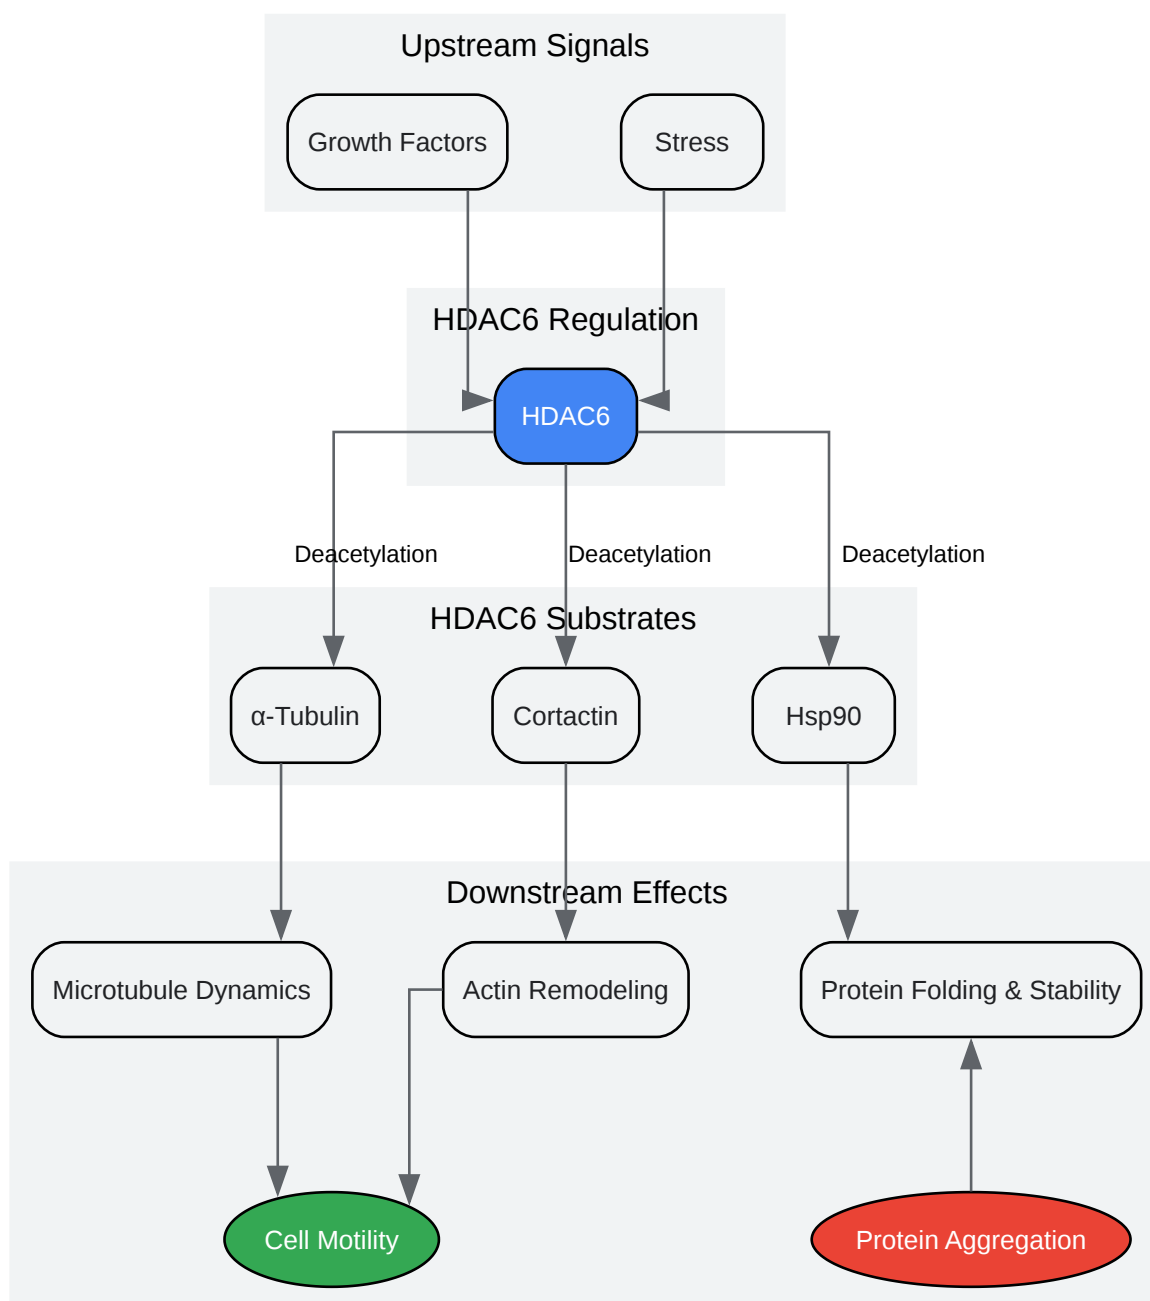 Upstream Signals
Growth Factors
Stress
HDAC6 Regulation
HDAC6
Deacetylation
Deacetylation
Deacetylation
HDAC6 Substrates
α-Tubulin
Cortactin
Hsp90
Downstream Effects
Microtubule Dynamics
Actin Remodeling
Protein Folding & Stability
Cell Motility
Protein Aggregation